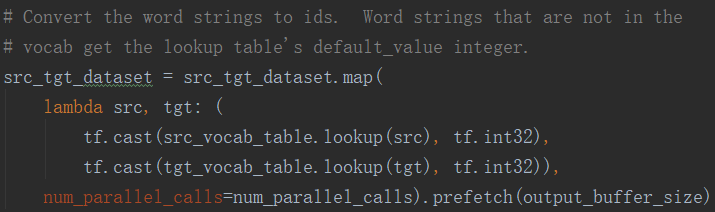 # Convert the word strings to ids.  Word strings that are not in the
# vocab get the lookup table's default_value integer.
src_tgt_dataset = src_tgt_dataset.map(
    lambda src, tgt: (
        tf.cast(src_vocab_table.lookup(src), tf.int32),
        tf.cast(tgt_vocab_table.lookup(tgt), tf.int32)),
    num_parallel_calls=num_parallel_calls).prefetch(output_buffer_size)